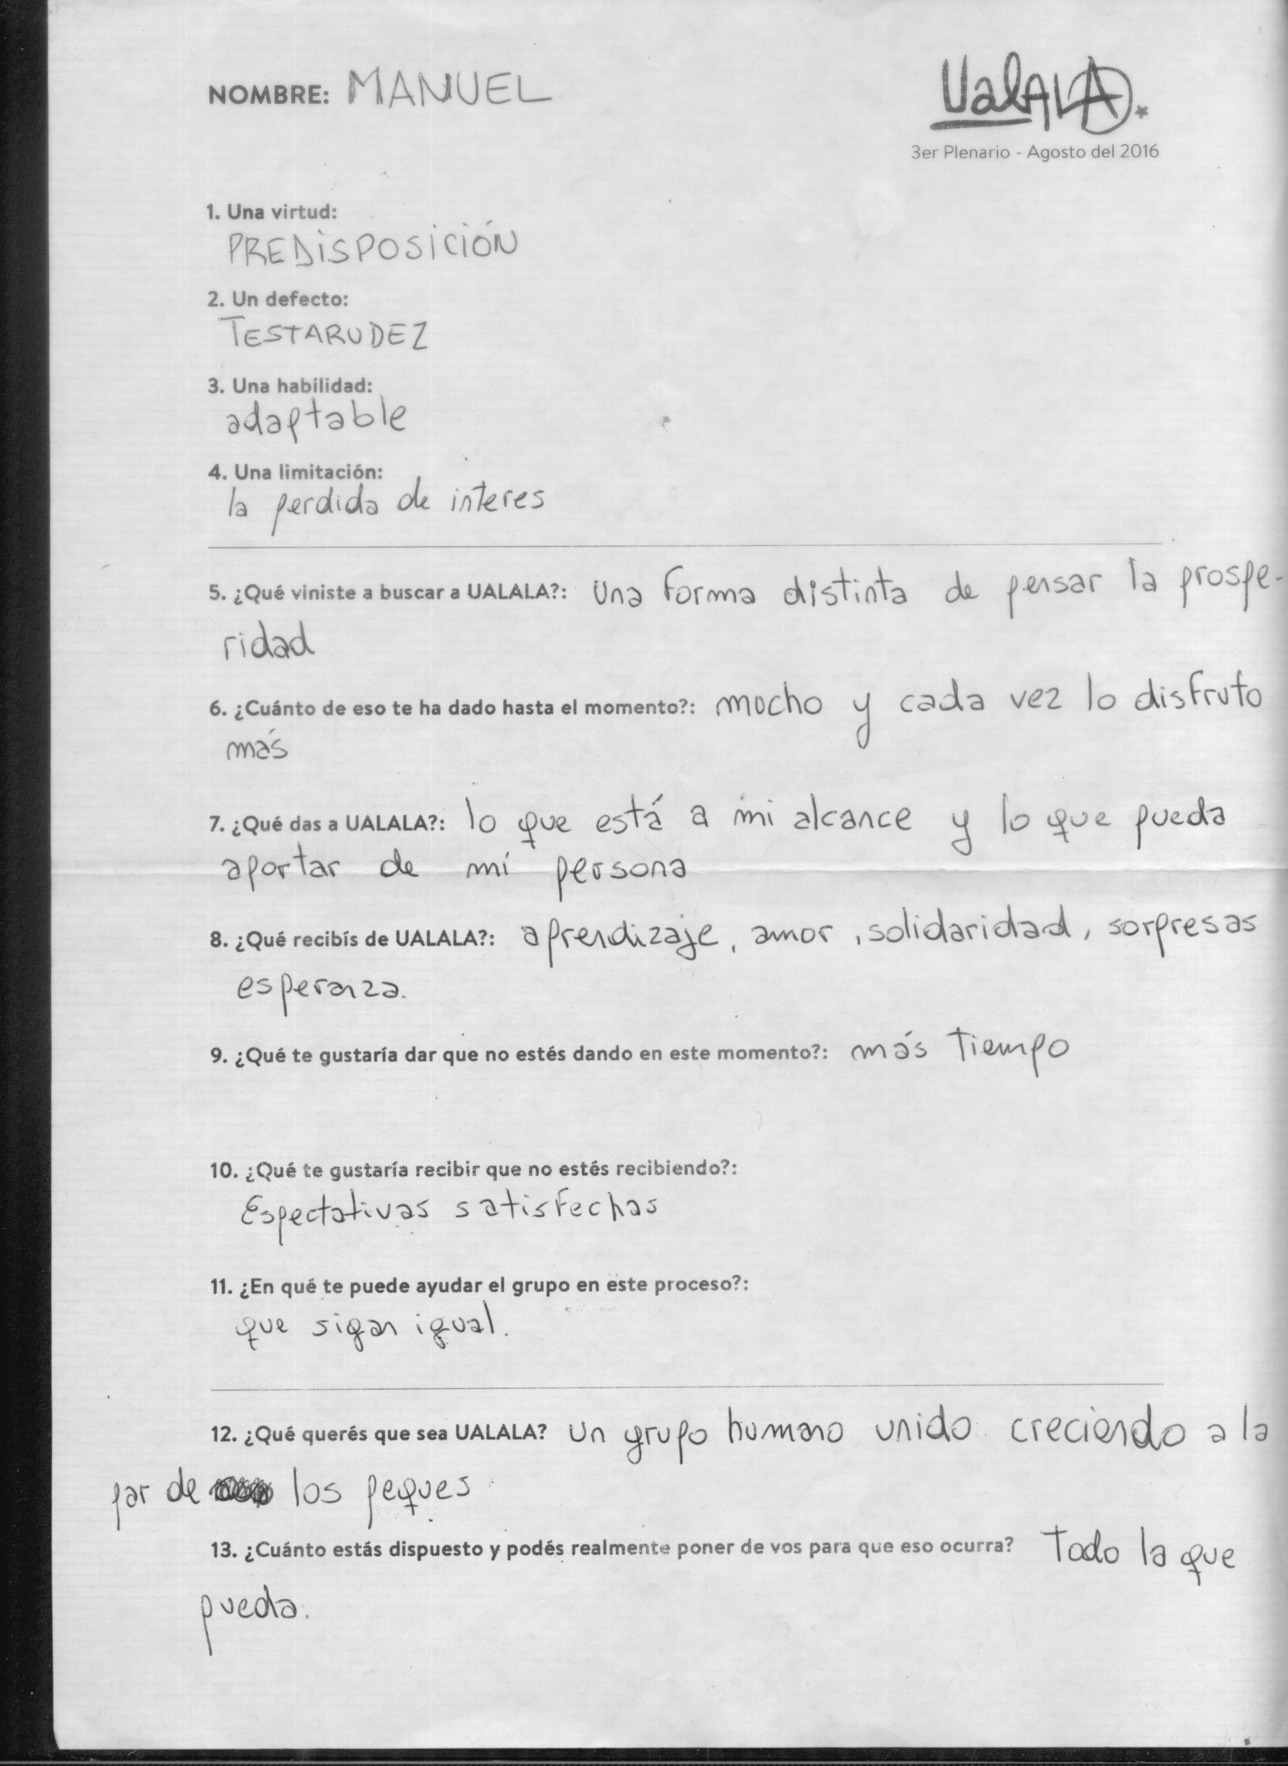 NOMBRE: MANUEL
UalALA.
3er Plenario - Agosto del 2016
1. Una virtud:
PREDISPOSICIÓN
2. Un defecto:
TESTARUDEZ
3. Una habilidad:
adaptable
4. Una limitación:
la perdida de interes
5. ¿Qué viniste a buscar a UALALA?: Una forma distinta de pensar la prospe-
ridad
6. ¿Cuánto de eso te ha dado hasta el momento?: mucho y cada vez lo disfruto
más
7. ¿Qué das a UALALA?: lo que está a mi alcance y lo que pueda
aportar de mí persona
8. ¿Qué recibís de UALALA?: aprendizaje, amor, solidaridad, sorpresas
esperanza.
9. ¿Qué te gustaría dar que no estés dando en este momento?: más tiempo
10. ¿Qué te gustaría recibir que no estés recibiendo?:
Espectativas satisfechas
11. ¿En qué te puede ayudar el grupo en este proceso?:
que sigan igual.
12. ¿Qué querés que sea UALALA? Un grupo humano unido creciendo a la
par de los peques
13. ¿Cuánto estás dispuesto y podés realmente poner de vos para que eso ocurra? Todo la que
pueda.